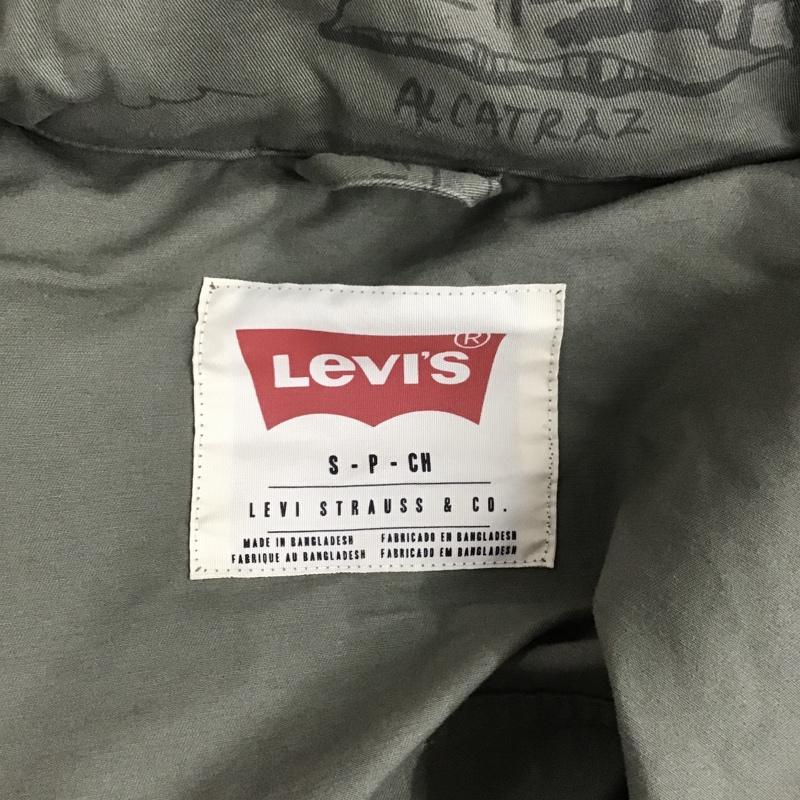 ALCATRAZ
Levi's®
S - P - CH
LEVI STRAUSS & CO.
MADE IN BANGLADESH FABRICADO EN BANGLADESH
FABRIQUE AU BANGLADESH FABRICADO EM BANGLADESH